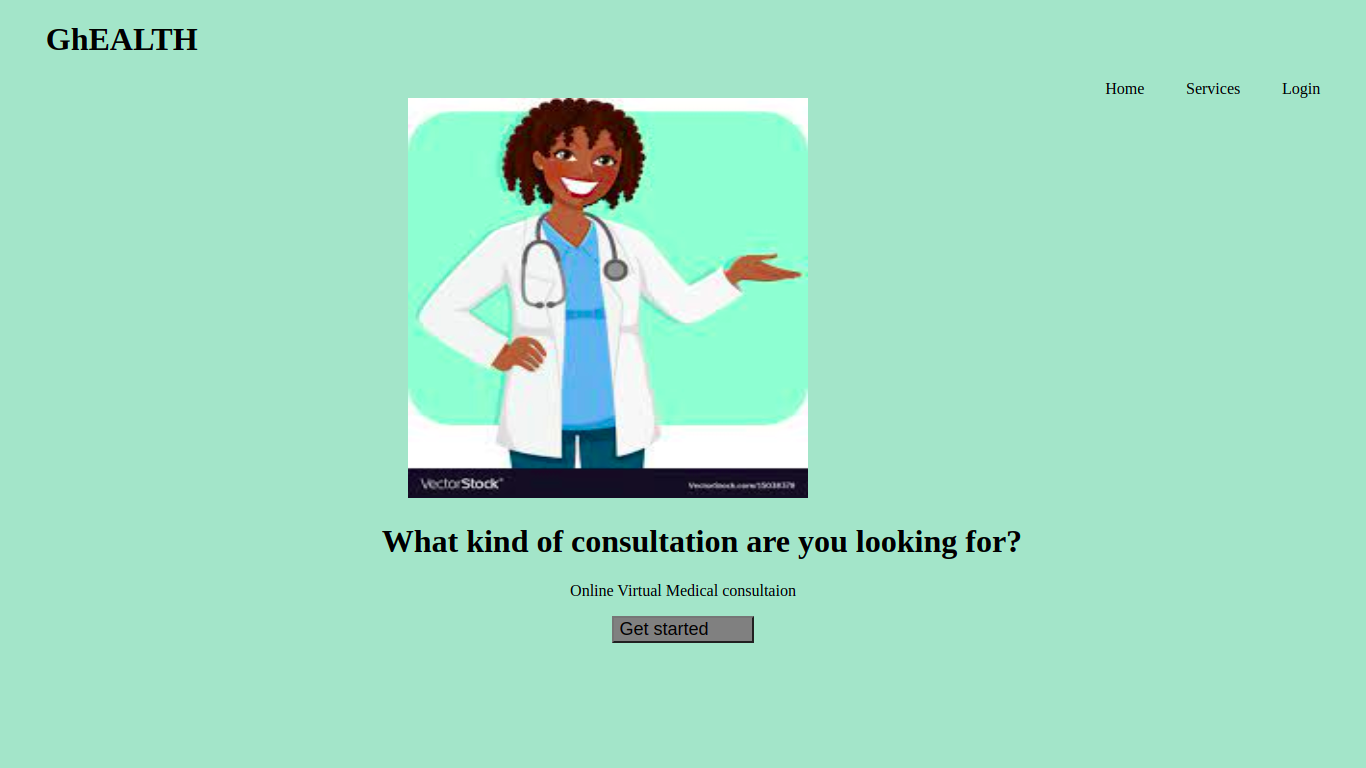 GhEALTH
Home Services Login
VectorStock®
VectorStock.com/15038379
What kind of consultation are you looking for?
Online Virtual Medical consultaion
Get started